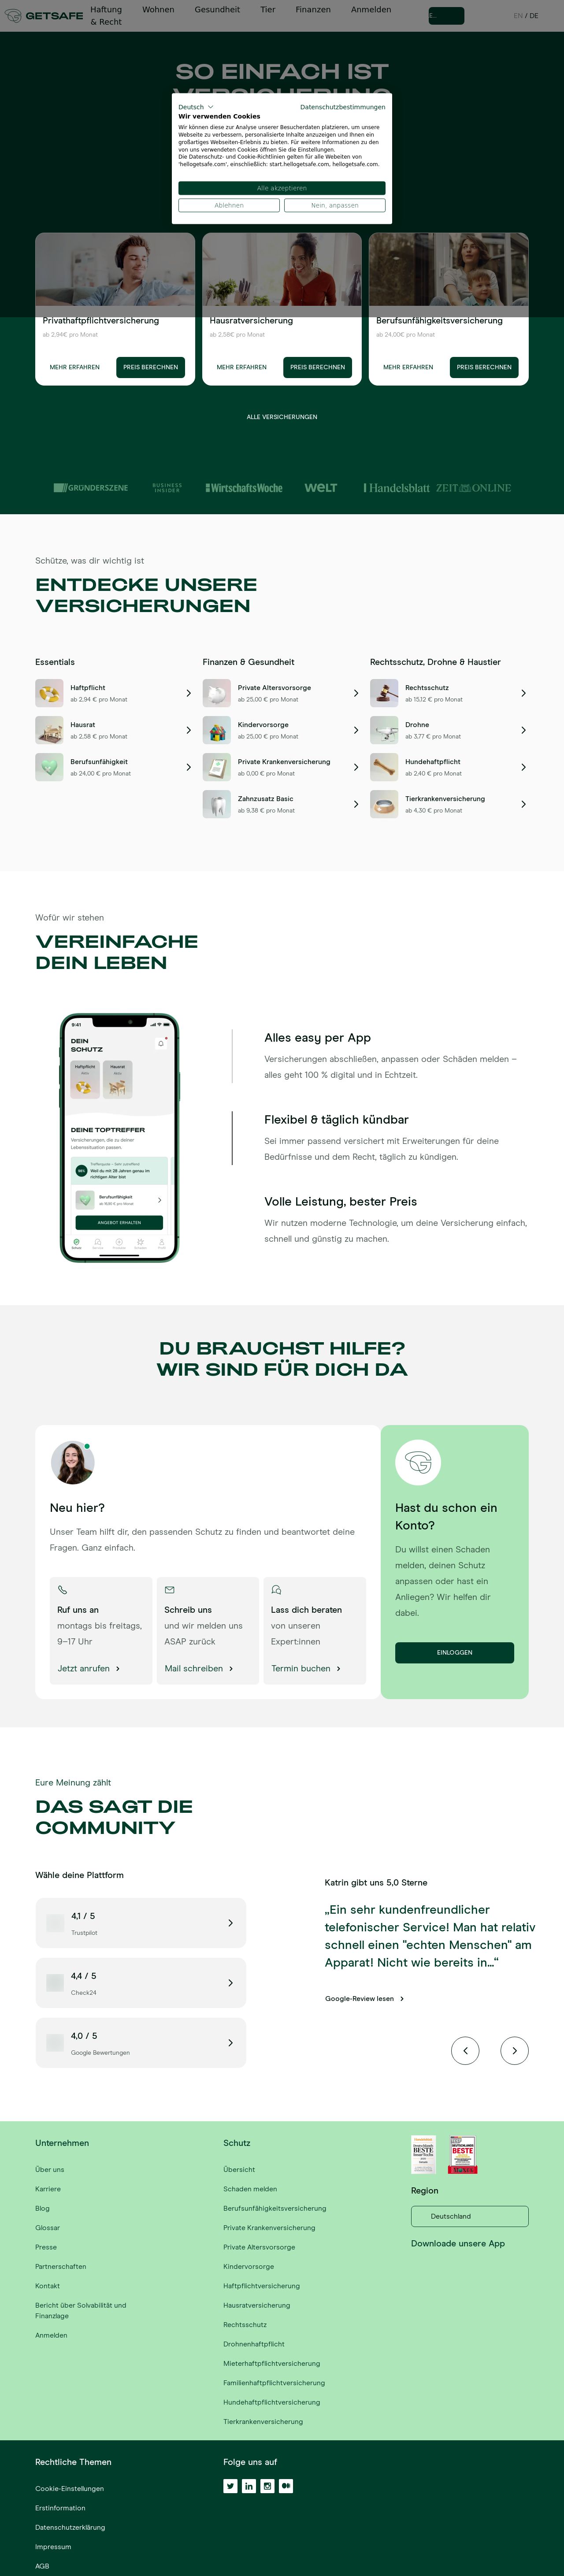 GETSAFE
Haftung & Recht
Wohnen
Gesundheit
Tier
Finanzen
Anmelden
EN / DE
SO EINFACH IST
Deutsch
Datenschutzbestimmungen
Wir verwenden Cookies
Wir können diese zur Analyse unserer Besucherdaten platzieren, um unsere
Webseite zu verbessern, personalisierte Inhalte anzuzeigen und Ihnen ein
großartiges Webseiten-Erlebnis zu bieten. Für weitere Informationen zu den
von uns verwendeten Cookies öffnen Sie die Einstellungen.
Die Datenschutz- und Cookie-Richtlinien gelten für alle Webeiten von
'hellogetsafe.com', einschließlich: start.hellogetsafe.com, hellogetsafe.com.
Alle akzeptieren
Ablehnen
Nein, anpassen
Privathaftpflichtversicherung
ab 2,94€ pro Monat
MEHR ERFAHREN
PREIS BERECHNEN
Hausratversicherung
ab 2,58€ pro Monat
MEHR ERFAHREN
PREIS BERECHNEN
Berufsunfähigkeitsversicherung
ab 24,00€ pro Monat
MEHR ERFAHREN
PREIS BERECHNEN
ALLE VERSICHERUNGEN
GRÜNDERSZENE
BUSINESS INSIDER
WirtschaftsWoche
WELT
Handelsblatt
ZEIT ONLINE
Schütze, was dir wichtig ist
ENTDECKE UNSERE
VERSICHERUNGEN
Essentials
Haftpflicht
ab 2,94 € pro Monat
Hausrat
ab 2,58 € pro Monat
Berufsunfähigkeit
ab 24,00 € pro Monat
Finanzen & Gesundheit
Private Altersvorsorge
ab 25,00 € pro Monat
Kindervorsorge
ab 25,00 € pro Monat
Private Krankenversicherung
ab 0,00 € pro Monat
Zahnzusatz Basic
ab 9,38 € pro Monat
Rechtsschutz, Drohne & Haustier
Rechtsschutz
ab 15,12 € pro Monat
Drohne
ab 3,77 € pro Monat
Hundehaftpflicht
ab 2,40 € pro Monat
Tierkrankenversicherung
ab 4,30 € pro Monat
Wofür wir stehen
VEREINFACHE
DEIN LEBEN
9:41
DEIN
SCHUTZ
Haftpflicht
Aktiv
Hausrat
Aktiv
DEINE TOPTREFFER
Versicherungen, die zu deiner
Lebenssituation passen.
Weil du mit 28 Jahren genau im
richtigen Alter bist
Berufsunfähigkeit
ANGEBOT ERHALTEN
Alles easy per App
Versicherungen abschließen, anpassen oder Schäden melden –
alles geht 100 % digital und in Echtzeit.
Flexibel & täglich kündbar
Sei immer passend versichert mit Erweiterungen für deine
Bedürfnisse und dem Recht, täglich zu kündigen.
Volle Leistung, bester Preis
Wir nutzen moderne Technologie, um deine Versicherung einfach,
schnell und günstig zu machen.
DU BRAUCHST HILFE?
WIR SIND FÜR DICH DA
Neu hier?
Unser Team hilft dir, den passenden Schutz zu finden und beantwortet deine
Fragen. Ganz einfach.
Ruf uns an
montags bis freitags,
9–17 Uhr
Jetzt anrufen
Schreib uns
und wir melden uns
ASAP zurück
Mail schreiben
Lass dich beraten
von unseren
Expert:innen
Termin buchen
Hast du schon ein
Konto?
Du willst einen Schaden
melden, deinen Schutz
anpassen oder hast ein
Anliegen? Wir helfen dir
dabei.
EINLOGGEN
Eure Meinung zählt
DAS SAGT DIE
COMMUNITY
Wähle deine Plattform
4,1 / 5
Trustpilot
4,4 / 5
Check24
4,0 / 5
Google Bewertungen
Katrin gibt uns 5,0 Sterne
„Ein sehr kundenfreundlicher
telefonischer Service! Man hat relativ
schnell einen "echten Menschen" am
Apparat! Nicht wie bereits in...“
Google-Review lesen
Unternehmen
Über uns
Karriere
Blog
Glossar
Presse
Partnerschaften
Kontakt
Bericht über Solvabilität und
Finanzlage
Anmelden
Schutz
Übersicht
Schaden melden
Berufsunfähigkeitsversicherung
Private Krankenversicherung
Private Altersvorsorge
Kindervorsorge
Haftpflichtversicherung
Hausratversicherung
Rechtsschutz
Drohnenhaftpflicht
Mieterhaftpflichtversicherung
Familienhaftpflichtversicherung
Hundehaftpflichtversicherung
Tierkrankenversicherung
BESTE
BESTE
Region
Deutschland
Downloade unsere App
Rechtliche Themen
Cookie-Einstellungen
Erstinformation
Datenschutzerklärung
Impressum
AGB
Folge uns auf